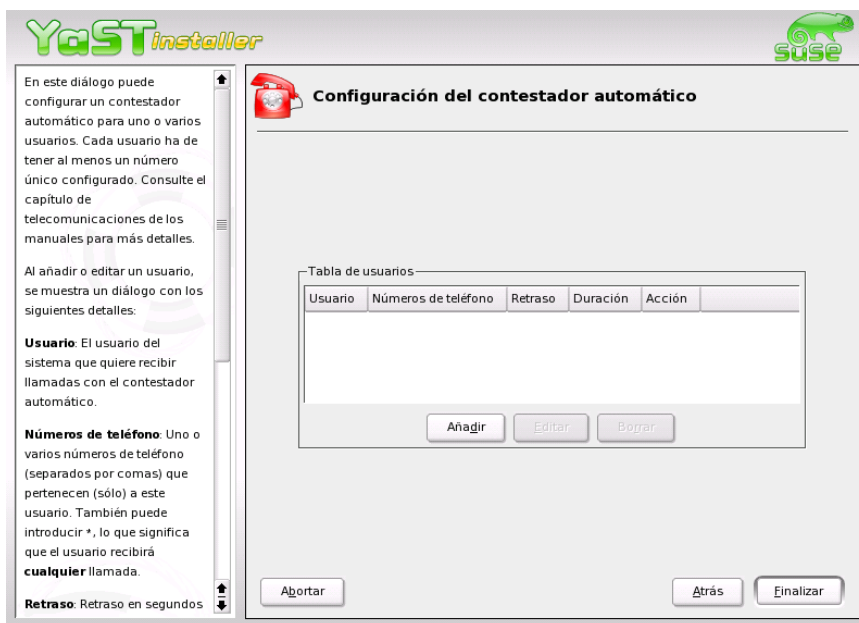 YaST installer
SUSE
En este diálogo puede
configurar un contestador
automático para uno o varios
usuarios. Cada usuario ha de
tener al menos un número
único configurado. Consulte el
capítulo de
telecomunicaciones de los
manuales para más detalles.
Al añadir o editar un usuario,
se muestra un diálogo con los
siguientes detalles:
Usuario: El usuario del
sistema que quiere recibir
llamadas con el contestador
automático.
Números de teléfono: Uno o
varios números de teléfono
(separados por comas) que
pertenecen (sólo) a este
usuario. También puede
introducir *, lo que significa
que el usuario recibirá
cualquier llamada.
Retraso: Retraso en segundos
Configuración del contestador automático
Tabla de usuarios
Usuario Números de teléfono Retraso Duración Acción
Añadir Editar Borrar
Abortar Atrás Finalizar